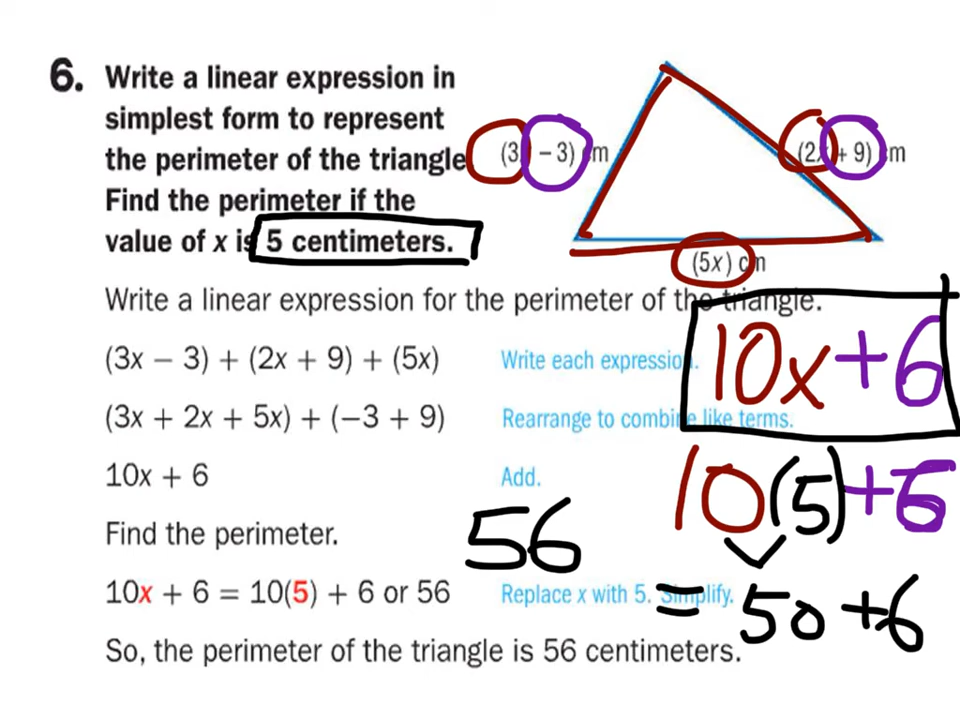 6. Write a linear expression in
simplest form to represent
the perimeter of the triangle
Find the perimeter if the
value of x is 5 centimeters.
(3x − 3) cm
(2x + 9) cm
(5x) cm
Write a linear expression for the perimeter of the triangle.
(3x − 3) + (2x + 9) + (5x) Write each expression.
(3x + 2x + 5x) + (−3 + 9) Rearrange to combine like terms.
10x + 6 Add.
Find the perimeter.
10x + 6 = 10(5) + 6 or 56 Replace x with 5. Simplify.
So, the perimeter of the triangle is 56 centimeters.
10x + 6
10(5) + 6
= 50 + 6
56